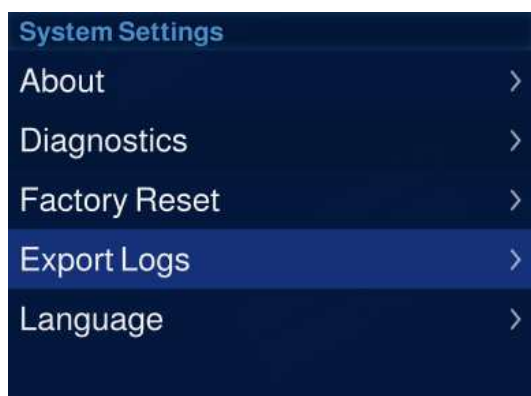 System Settings
About
Diagnostics
Factory Reset
Export Logs
Language